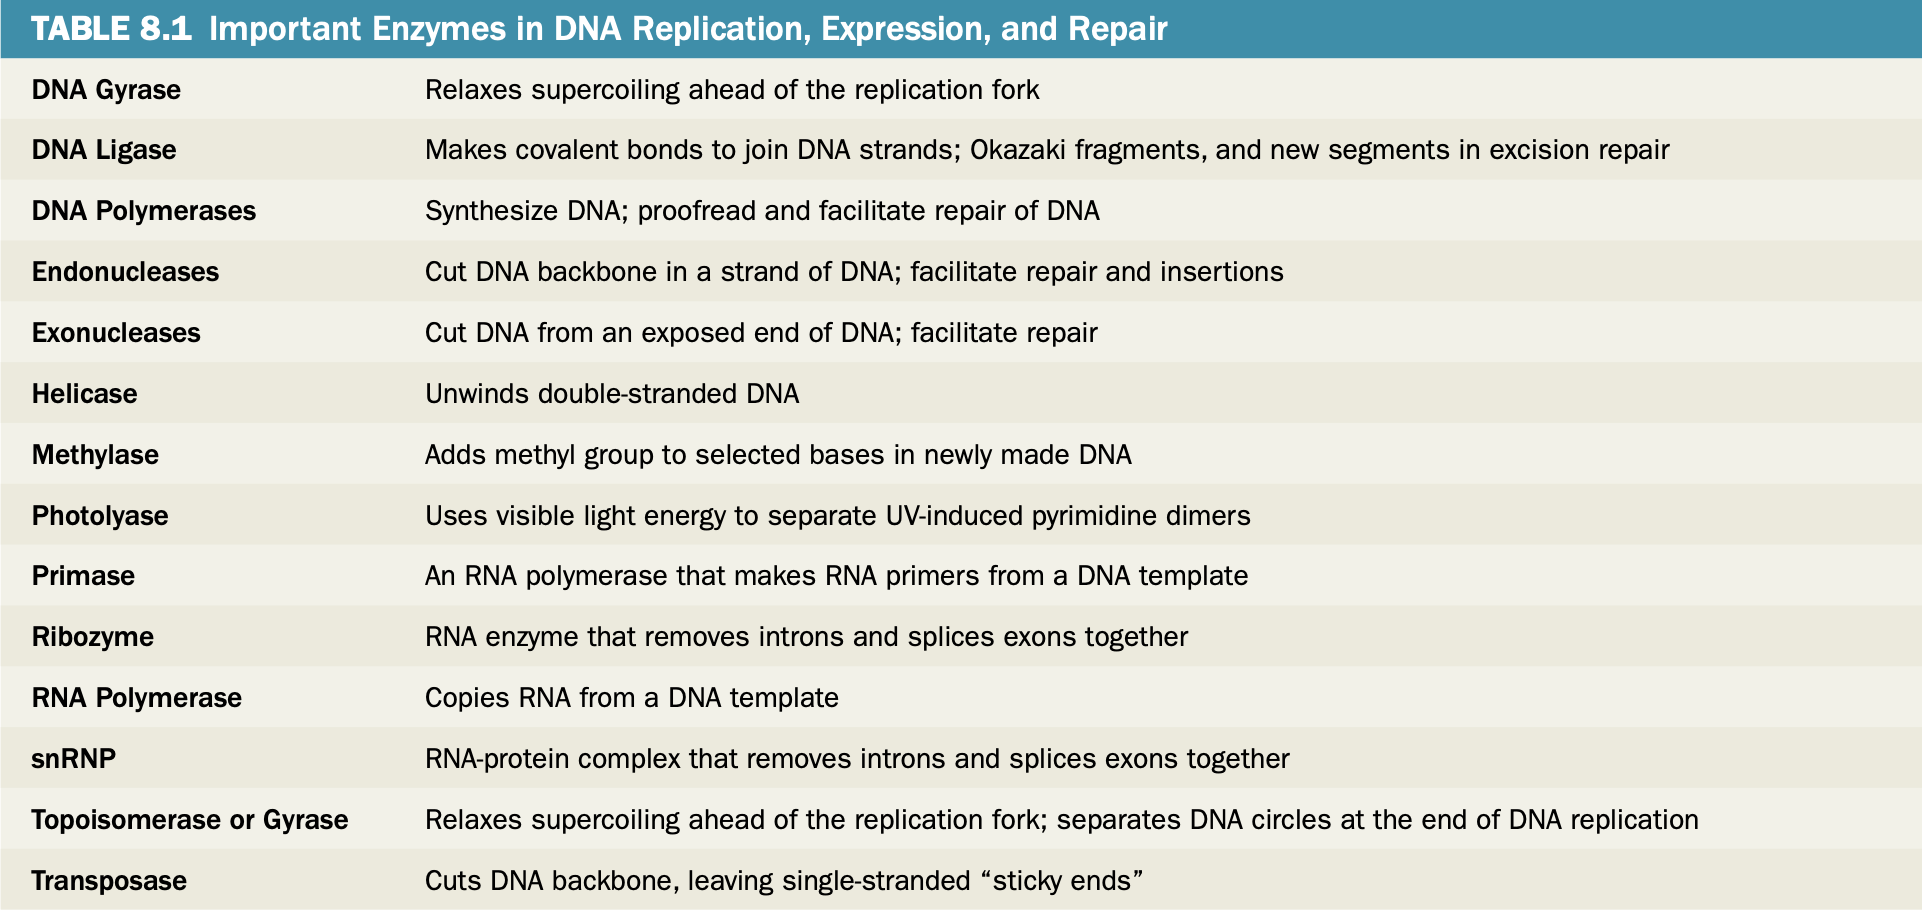 TABLE 8.1 Important Enzymes in DNA Replication, Expression, and Repair
DNA Gyrase Relaxes supercoiling ahead of the replication fork
DNA Ligase Makes covalent bonds to join DNA strands; Okazaki fragments, and new segments in excision repair
DNA Polymerases Synthesize DNA; proofread and facilitate repair of DNA
Endonucleases Cut DNA backbone in a strand of DNA; facilitate repair and insertions
Exonucleases Cut DNA from an exposed end of DNA; facilitate repair
Helicase Unwinds double-stranded DNA
Methylase Adds methyl group to selected bases in newly made DNA
Photolyase Uses visible light energy to separate UV-induced pyrimidine dimers
Primase An RNA polymerase that makes RNA primers from a DNA template
Ribozyme RNA enzyme that removes introns and splices exons together
RNA Polymerase Copies RNA from a DNA template
snRNP RNA-protein complex that removes introns and splices exons together
Topoisomerase or Gyrase Relaxes supercoiling ahead of the replication fork; separates DNA circles at the end of DNA replication
Transposase Cuts DNA backbone, leaving single-stranded “sticky ends”